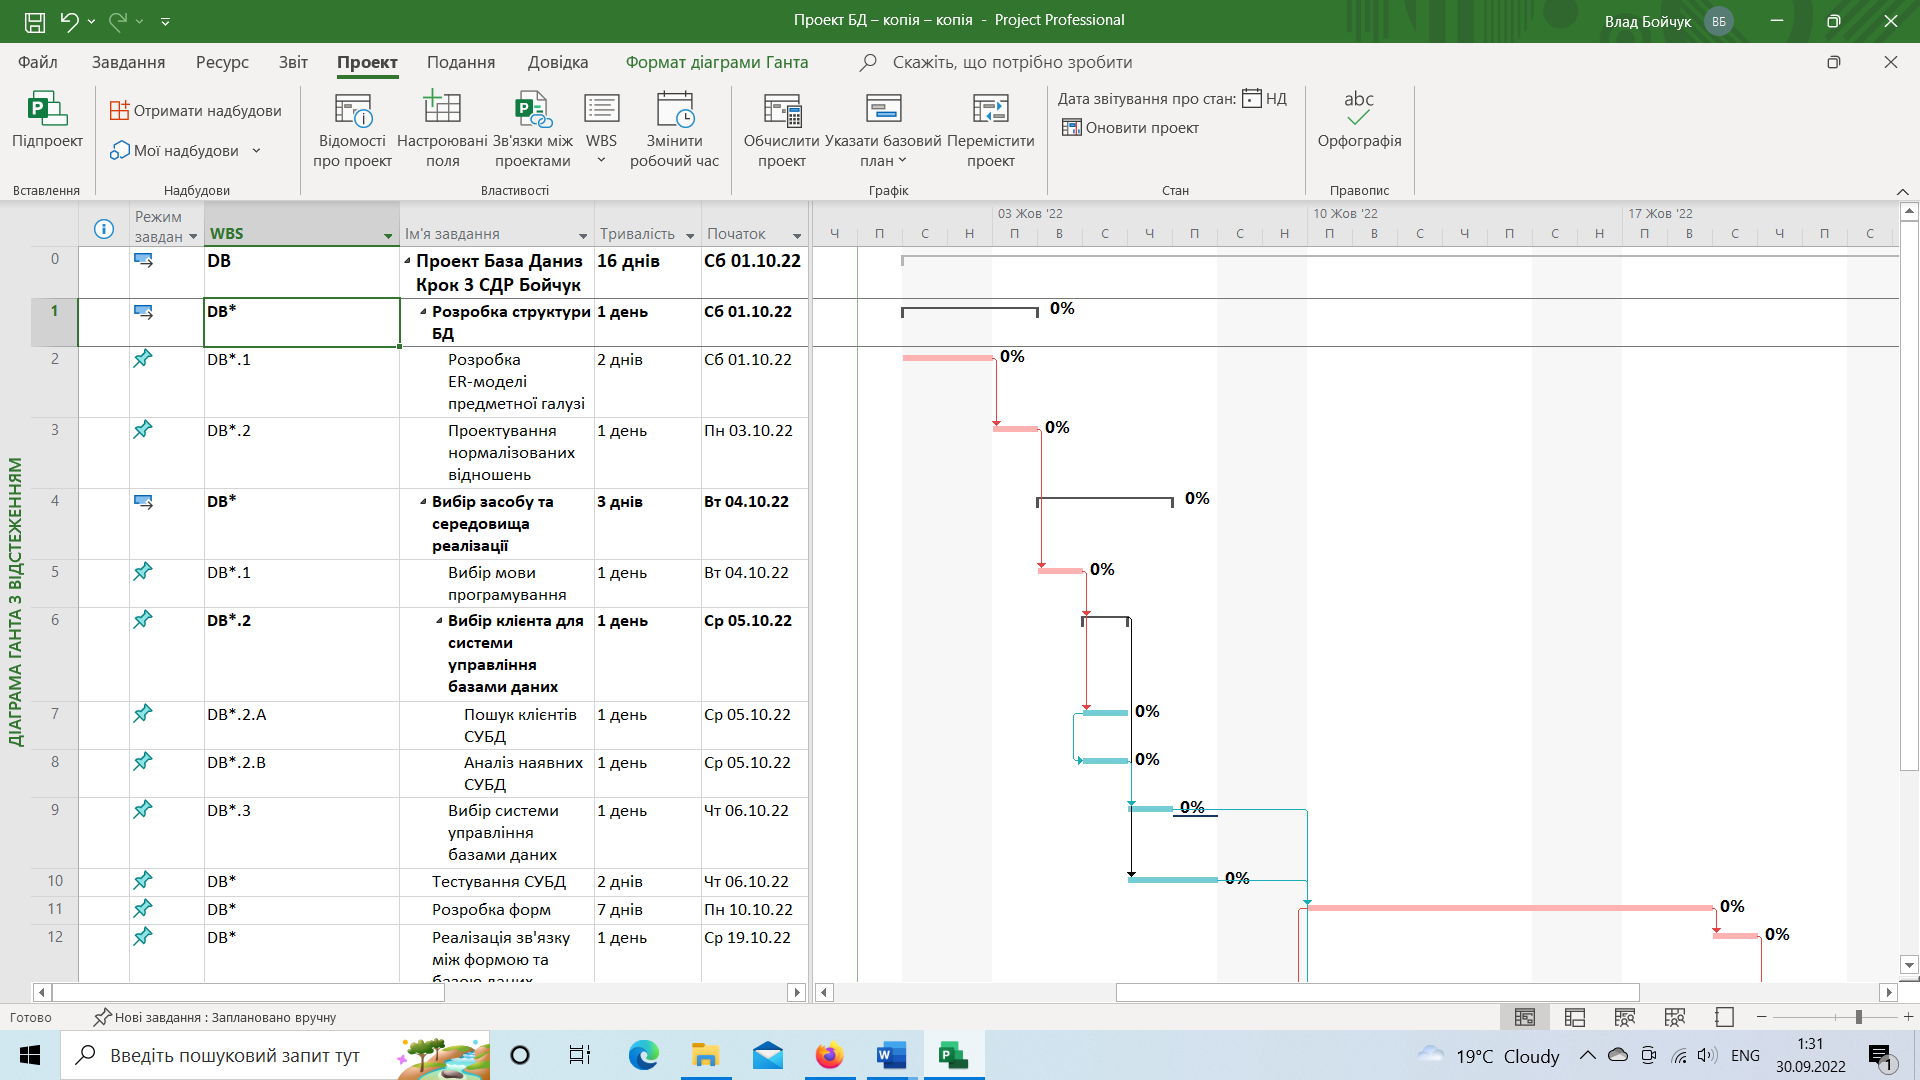 Проект БД – копія – копія - Project Professional
Влад Бойчук
ВБ
Файл
Завдання
Ресурс
Звіт
Проект
Подання
Довідка
Формат діаграми Ганта
Скажіть, що потрібно зробити
Підпроект
Отримати надбудови
Мої надбудови
Відомості про проект
Настроювані поля
Зв'язки між проектами
WBS
Змінити робочий час
Обчислити проект
Указати базовий план
Перемістити проект
Дата звітування про стан:
НД
Оновити проект
abc
Орфографія
Вставлення
Надбудови
Властивості
Графік
Стан
Правопис
Режим завдан
WBS
Ім'я завдання
Тривалість
Початок
03 Жов '22
10 Жов '22
17 Жов '22
Ч П С Н П В С Ч П С Н П В С Ч П С Н П В С Ч П С
ДІАГРАМА ГАНТА З ВІДСТЕЖЕННЯМ
0 DB Проект База Даниз Крок 3 СДР Бойчук 16 днів Сб 01.10.22
1 DB* Розробка структури БД 1 день Сб 01.10.22 0%
2 DB*.1 Розробка ER-моделі предметної галузі 2 днів Сб 01.10.22 0%
3 DB*.2 Проектування нормалізованих відношень 1 день Пн 03.10.22 0%
4 DB* Вибір засобу та середовища реалізації 3 днів Вт 04.10.22 0%
5 DB*.1 Вибір мови програмування 1 день Вт 04.10.22 0%
6 DB*.2 Вибір клієнта для системи управління базами даних 1 день Ср 05.10.22
7 DB*.2.A Пошук клієнтів СУБД 1 день Ср 05.10.22 0%
8 DB*.2.B Аналіз наявних СУБД 1 день Ср 05.10.22 0%
9 DB*.3 Вибір системи управління базами даних 1 день Чт 06.10.22 0%
10 DB* Тестування СУБД 2 днів Чт 06.10.22 0%
11 DB* Розробка форм 7 днів Пн 10.10.22 0%
12 DB* Реалізація зв'язку між формою та базою даних 1 день Ср 19.10.22 0%
Готово
Нові завдання : Заплановано вручну
Введіть пошуковий запит тут
19°C Cloudy
ENG
1:31
30.09.2022
1